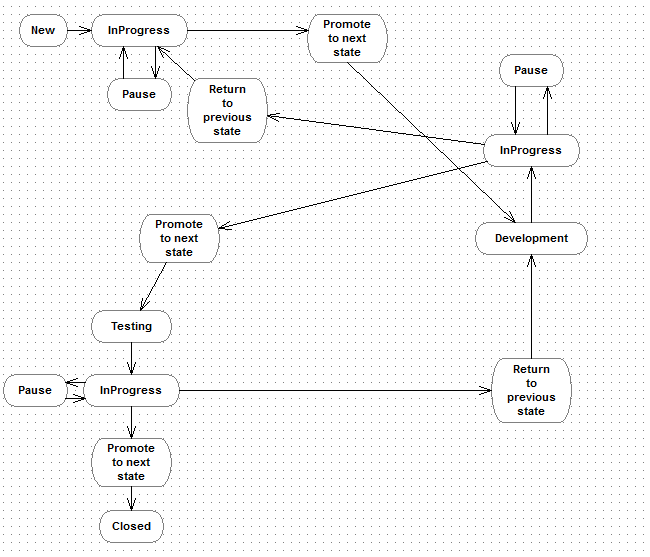 New
InProgress
Promote
to next
state
Pause
Return
to
previous
state
Pause
InProgress
Promote
to next
state
Development
Testing
Pause
InProgress
Return
to
previous
state
Promote
to next
state
Closed